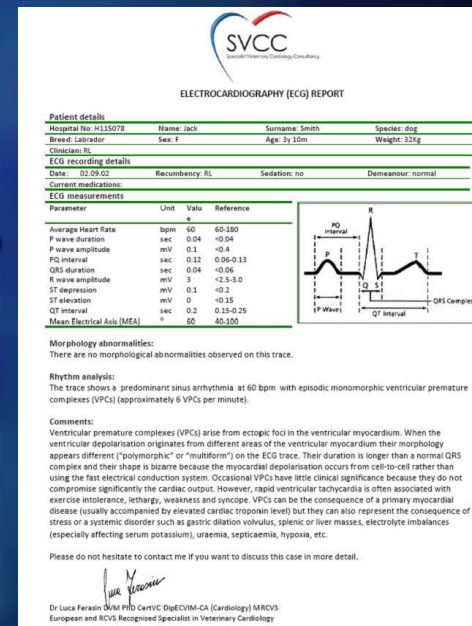 SVCC
Specialist Veterinary Cardiology Consultancy
ELECTROCARDIOGRAPHY (ECG) REPORT
Patient details
Hospital No: H115078 Name: Jack Surname: Smith Species: dog
Breed: Labrador Sex: F Age: 3y 10m Weight: 32Kg
Clinician: RL
ECG recording details
Date: 02.09.02 Recumbency: RL Sedation: no Demeanour: normal
Current medications:
ECG measurements
Parameter Unit Valu Reference
e
Average Heart Rate bpm 60 60-180
P wave duration sec 0.04 <0.04
P wave amplitude mV 0.1 <0.4
PQ interval sec 0.12 0.06-0.13
QRS duration sec 0.04 <0.06
R wave amplitude mV 3 <2.5-3.0
ST depression mV 0.1 <0.2
ST elevation mV 0 <0.15
QT interval sec 0.2 0.15-0.25
Mean Electrical Axis (MEA) ° 60 40-100
R
PQ
interval
P
T
Q S
QRS Complex
P Wave
QT Interval
Morphology abnormalities:
There are no morphological abnormalities observed on this trace.
Rhythm analysis:
The trace shows a predominant sinus arrhythmia at 60 bpm with episodic monomorphic ventricular premature
complexes (VPCs) (approximately 6 VPCs per minute).
Comments:
Ventricular premature complexes (VPCs) arise from ectopic foci in the ventricular myocardium. When the
ventricular depolarisation originates from different areas of the ventricular myocardium their morphology
appears different ("polymorphic" or "multiform") on the ECG trace. Their duration is longer than a normal QRS
complex and their shape is bizarre because the myocardial depolarisation occurs from cell-to-cell rather than
using the fast electrical conduction system. Occasional VPCs have little clinical significance because they do not
compromise significantly the cardiac output. However, rapid ventricular tachycardia is often associated with
exercise intolerance, lethargy, weakness and syncope. VPCs can be the consequence of a primary myocardial
disease (usually accompanied by elevated cardiac troponin level) but they can also represent the consequence of
stress or a systemic disorder such as gastric dilation volvulus, splenic or liver masses, electrolyte imbalances
(especially affecting serum potassium), uraemia, septicaemia, hypoxia, etc.
Please do not hesitate to contact me if you want to discuss this case in more detail.
Luca Ferasin
Dr Luca Ferasin DVM PhD CertVC DipECVIM-CA (Cardiology) MRCVS
European and RCVS Recognised Specialist in Veterinary Cardiology